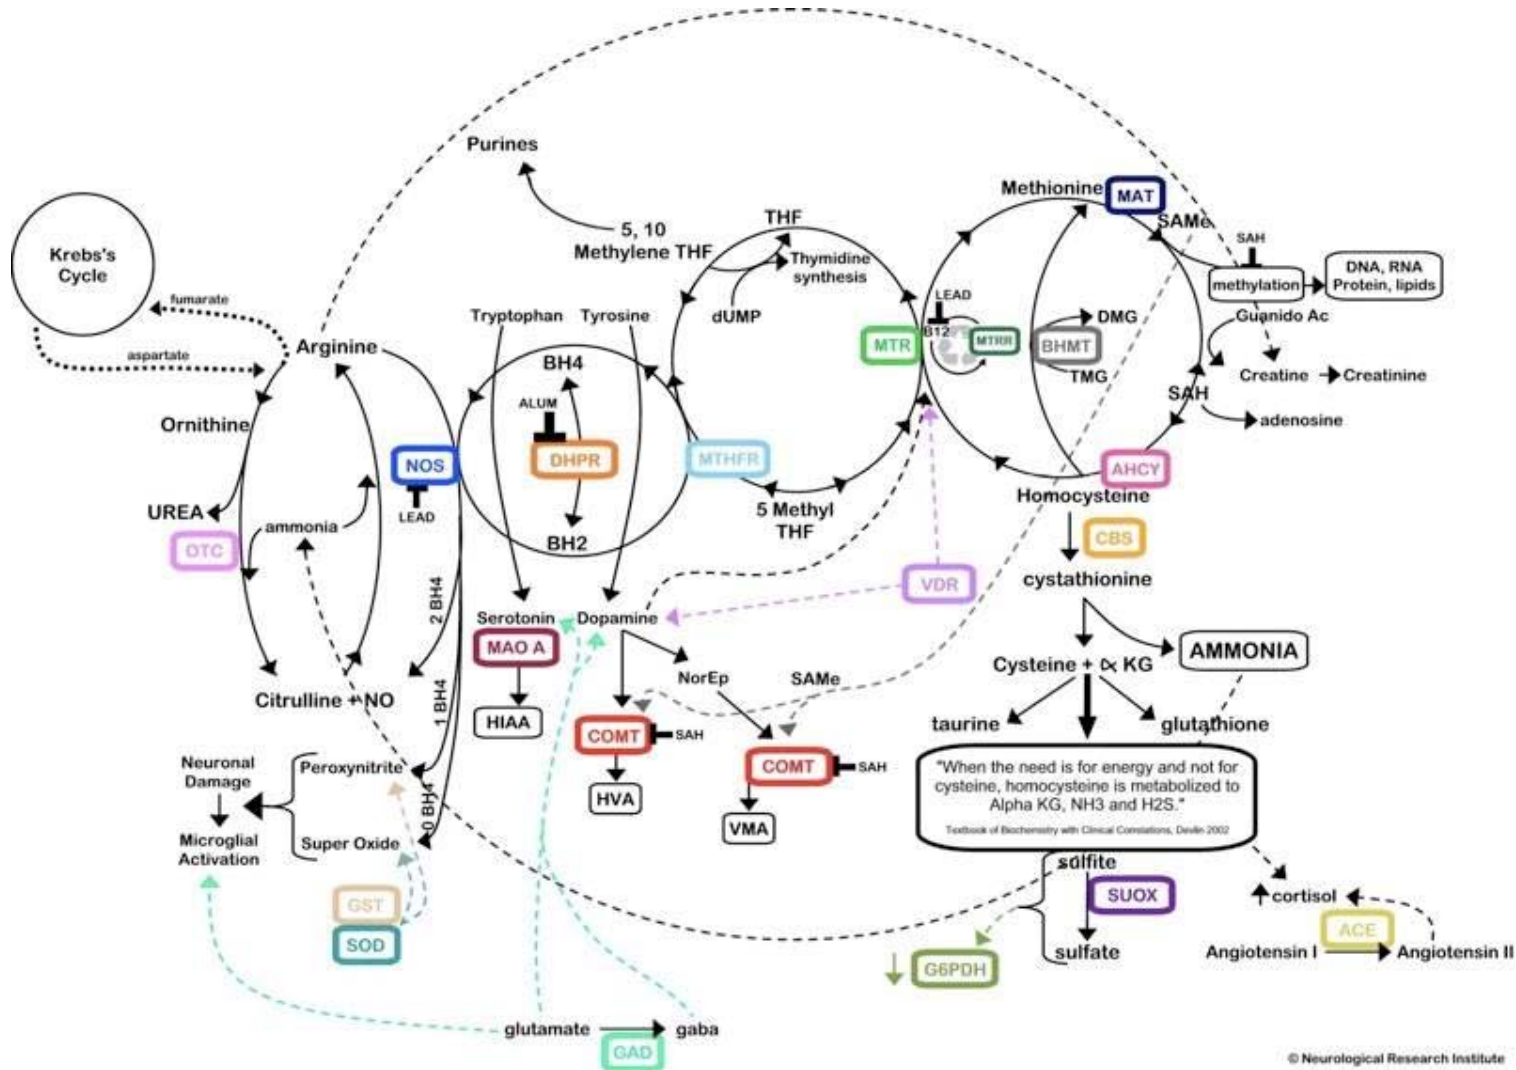 Purines
Krebs's
Cycle
fumarate
aspartate
Arginine
Ornithine
UREA
OTC
ammonia
Citrulline + NO
NOS
LEAD
5, 10
Methylene THF
THF
Thymidine
synthesis
dUMP
Tryptophan
Tyrosine
BH4
ALUM
DHPR
BH2
MTHFR
5 Methyl
THF
MTR
LEAD
B12
MTRR
BHMT
DMG
TMG
Methionine
MAT
SAMe
SAH
methylation
DNA, RNA
Protein, lipids
Guanido Ac
Creatine
Creatinine
SAH
adenosine
AHCY
Homocysteine
CBS
cystathionine
VDR
AMMONIA
Cysteine + α KG
taurine
glutathione
"When the need is for energy and not for
cysteine, homocysteine is metabolized to
Alpha KG, NH3 and H2S."
Textbook of Biochemistry with Clinical Correlations, Devlin 2002
sulfite
SUOX
sulfate
G6PDH
cortisol
ACE
Angiotensin I
Angiotensin II
2 BH4
1 BH4
0 BH4
Serotonin
Dopamine
MAO A
HIAA
NorEp
SAMe
COMT
SAH
HVA
COMT
SAH
VMA
Neuronal
Damage
Microglial
Activation
Peroxynitrite
Super Oxide
GST
SOD
glutamate
gaba
GAD
© Neurological Research Institute